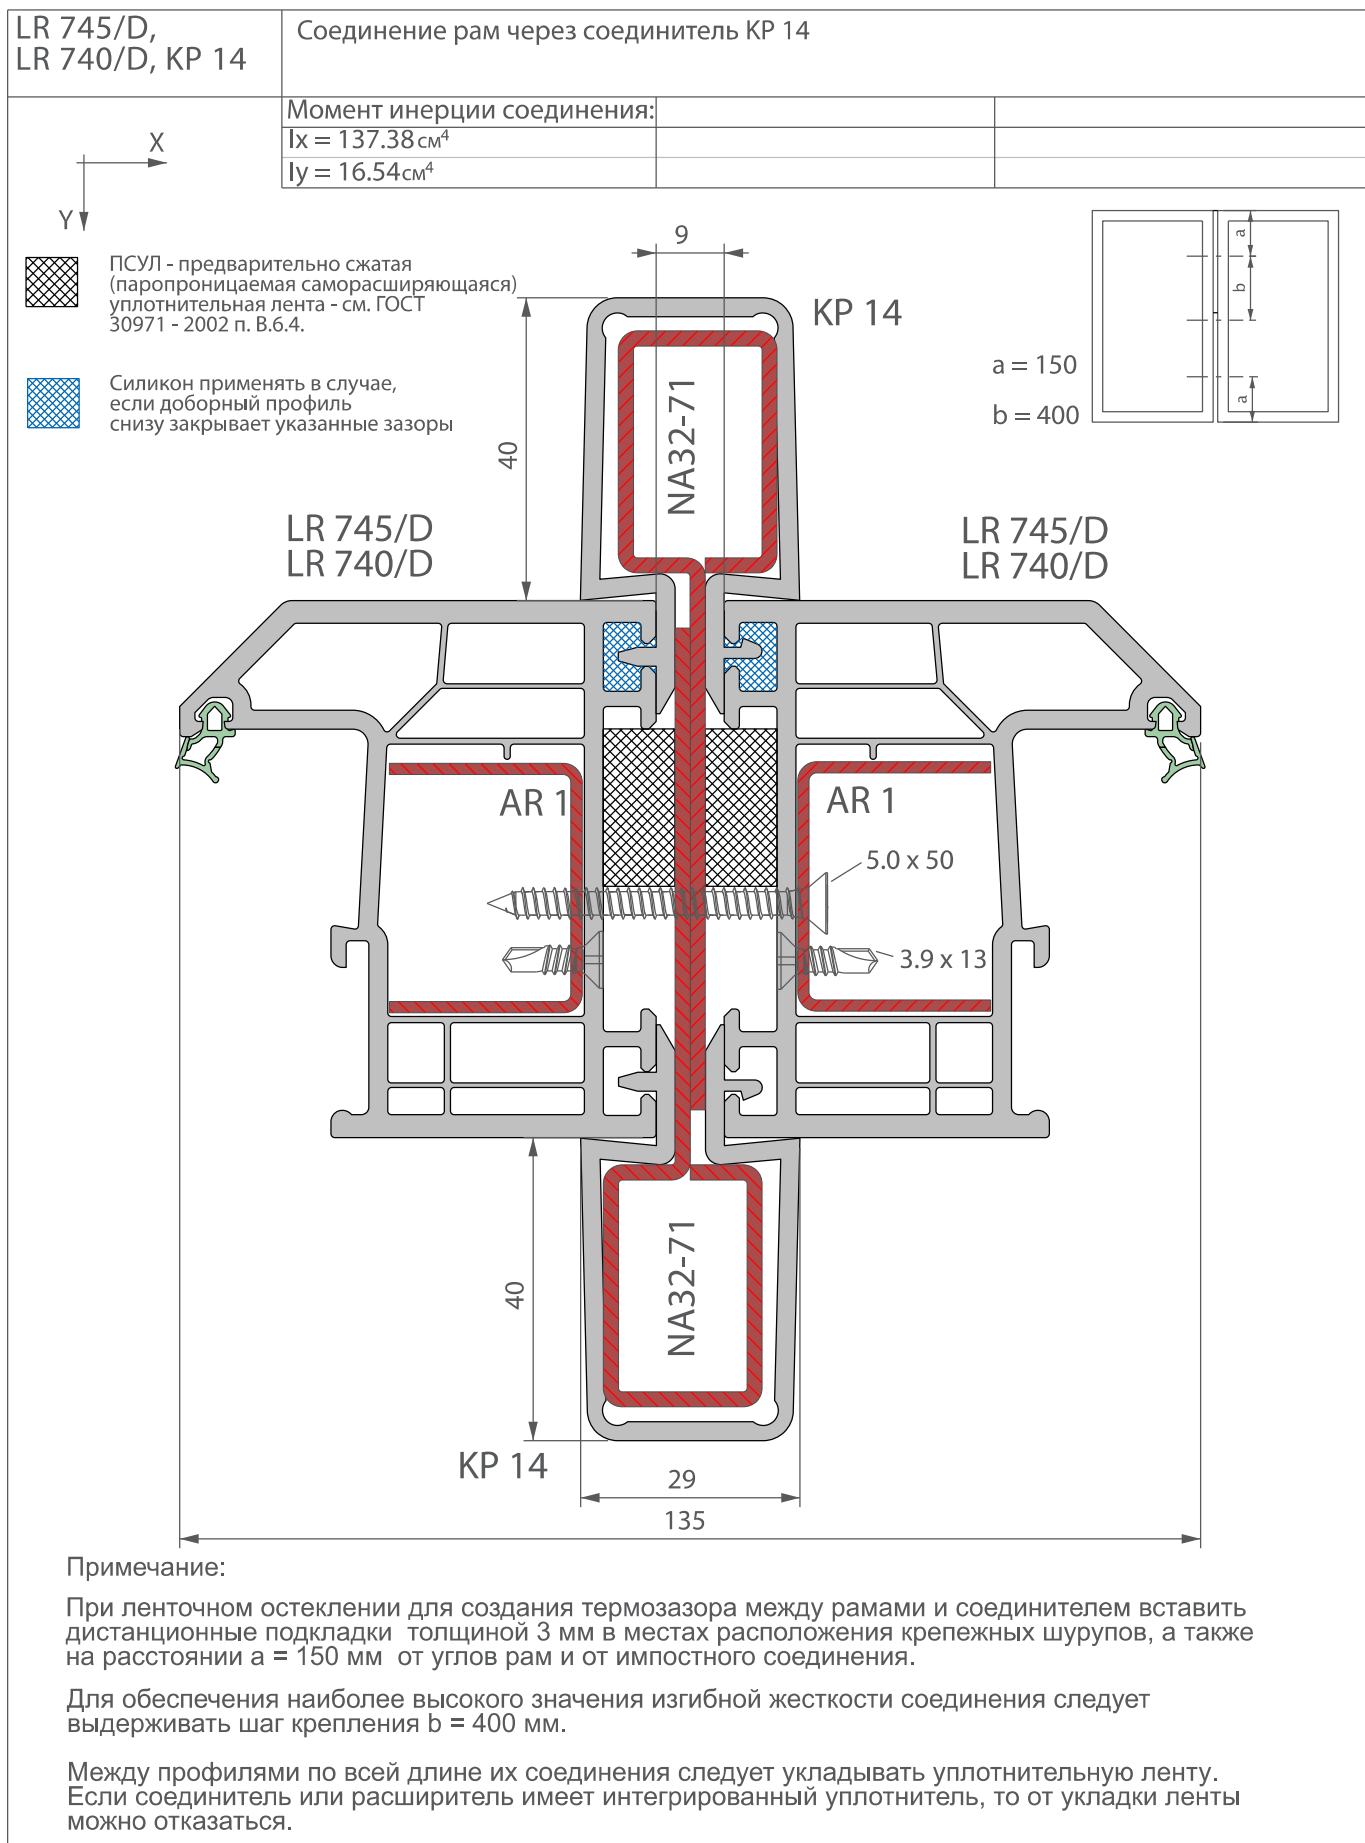 LR 745/D,
LR 740/D, KP 14
Соединение рам через соединитель KP 14
Момент инерции соединения:
Ix = 137.38см⁴
Iy = 16.54см⁴
X
Y
ПСУЛ - предварительно сжатая
(паропроницаемая саморасширяющаяся)
уплотнительная лента - см. ГОСТ
30971 - 2002 п. В.6.4.
Силикон применять в случае,
если доборный профиль
снизу закрывает указанные зазоры
9
KP 14
a
b
a
a = 150
b = 400
40
NA32-71
LR 745/D
LR 740/D
LR 745/D
LR 740/D
AR 1
AR 1
5.0 x 50
3.9 x 13
40
NA32-71
KP 14
29
135
Примечание:
При ленточном остеклении для создания термозазора между рамами и соединителем вставить
дистанционные подкладки толщиной 3 мм в местах расположения крепежных шурупов, а также
на расстоянии a = 150 мм от углов рам и от импостного соединения.
Для обеспечения наиболее высокого значения изгибной жесткости соединения следует
выдерживать шаг крепления b = 400 мм.
Между профилями по всей длине их соединения следует укладывать уплотнительную ленту.
Если соединитель или расширитель имеет интегрированный уплотнитель, то от укладки ленты
можно отказаться.